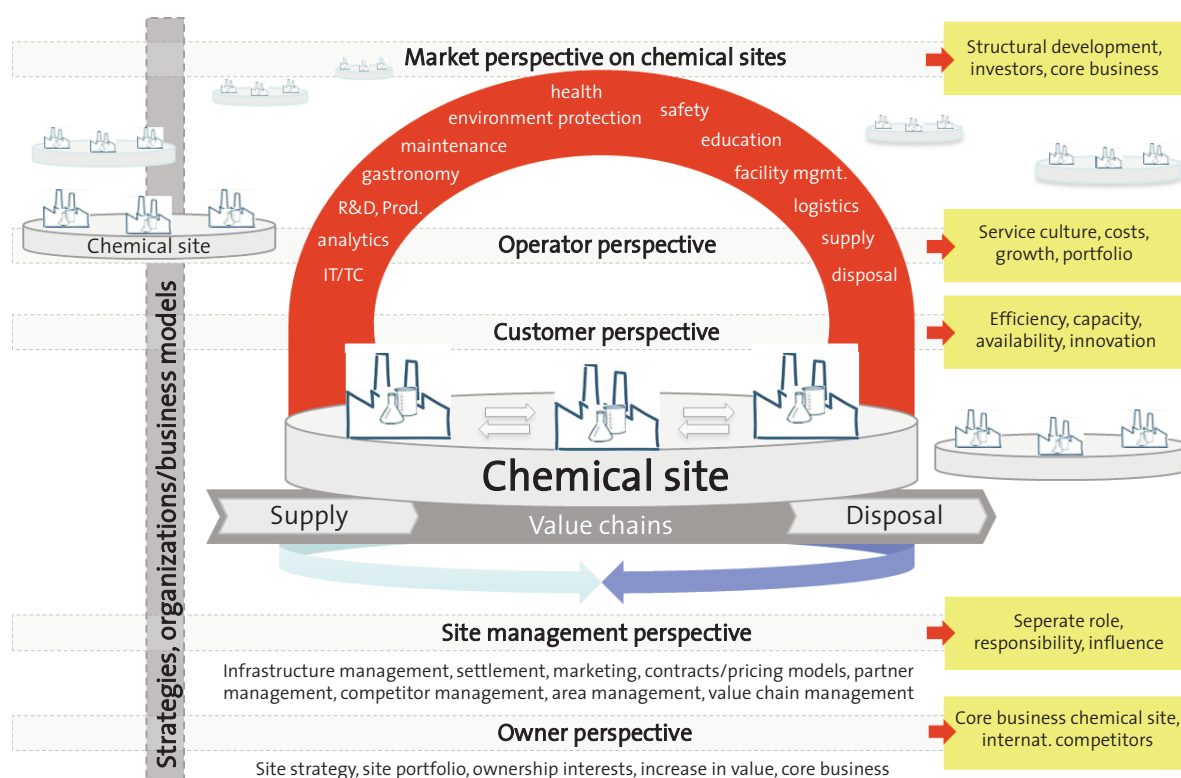 Market perspective on chemical sites
Structural development,
investors, core business
health
environment protection
safety
maintenance
education
gastronomy
facility mgmt.
R&D, Prod.
logistics
analytics
supply
IT/TC
disposal
Chemical site
Operator perspective
Service culture, costs,
growth, portfolio
Customer perspective
Efficiency, capacity,
availability, innovation
Strategies, organizations/business models
Chemical site
Supply
Value chains
Disposal
Site management perspective
Seperate role,
responsibility, influence
Infrastructure management, settlement, marketing, contracts/pricing models, partner
management, competitor management, area management, value chain management
Owner perspective
Core business chemical site,
internat. competitors
Site strategy, site portfolio, ownership interests, increase in value, core business